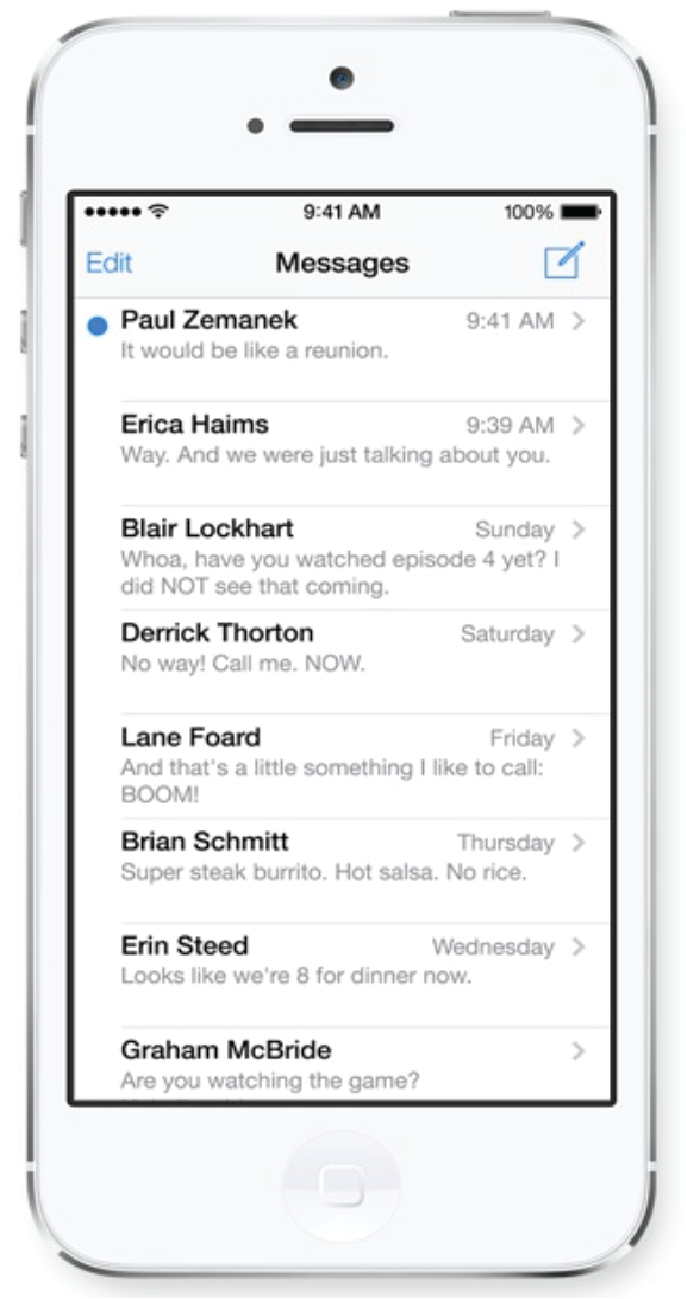 9:41 AM 100%
Edit Messages
Paul Zemanek 9:41 AM
It would be like a reunion.
Erica Haims 9:39 AM
Way. And we were just talking about you.
Blair Lockhart Sunday
Whoa, have you watched episode 4 yet? I
did NOT see that coming.
Derrick Thorton Saturday
No way! Call me. NOW.
Lane Foard Friday
And that's a little something I like to call:
BOOM!
Brian Schmitt Thursday
Super steak burrito. Hot salsa. No rice.
Erin Steed Wednesday
Looks like we're 8 for dinner now.
Graham McBride
Are you watching the game?